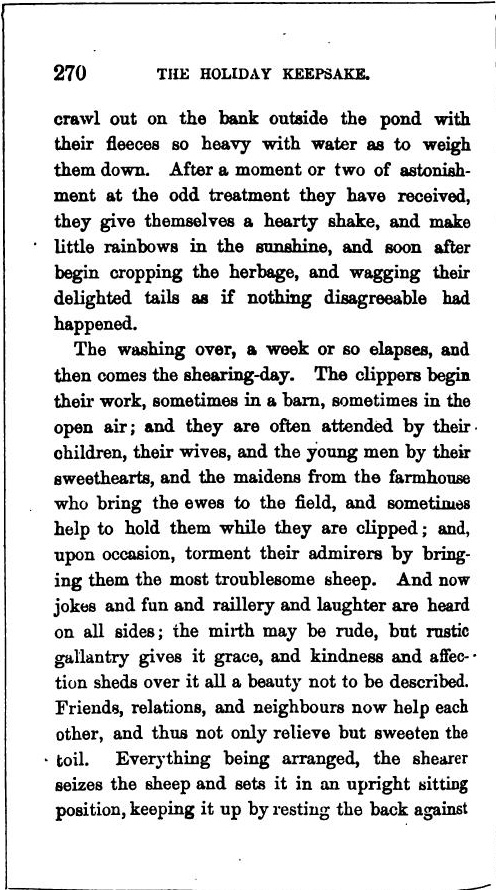 270 THE HOLIDAY KEEPSAKE.
crawl out on the bank outside the pond with
their fleeces so heavy with water as to weigh
them down. After a moment or two of astonish-
ment at the odd treatment they have received,
they give themselves a hearty shake, and make
little rainbows in the sunshine, and soon after
begin cropping the herbage, and wagging their
delighted tails as if nothing disagreeable had
happened.
The washing over, a week or so elapses, and
then comes the shearing-day. The clippers begin
their work, sometimes in a barn, sometimes in the
open air; and they are often attended by their
children, their wives, and the young men by their
sweethearts, and the maidens from the farmhouse
who bring the ewes to the field, and sometimes
help to hold them while they are clipped; and,
upon occasion, torment their admirers by bring-
ing them the most troublesome sheep. And now
jokes and fun and raillery and laughter are heard
on all sides; the mirth may be rude, but rustic
gallantry gives it grace, and kindness and affec-
tion sheds over it all a beauty not to be described.
Friends, relations, and neighbours now help each
other, and thus not only relieve but sweeten the
toil. Everything being arranged, the shearer
seizes the sheep and sets it in an upright sitting
position, keeping it up by resting the back against